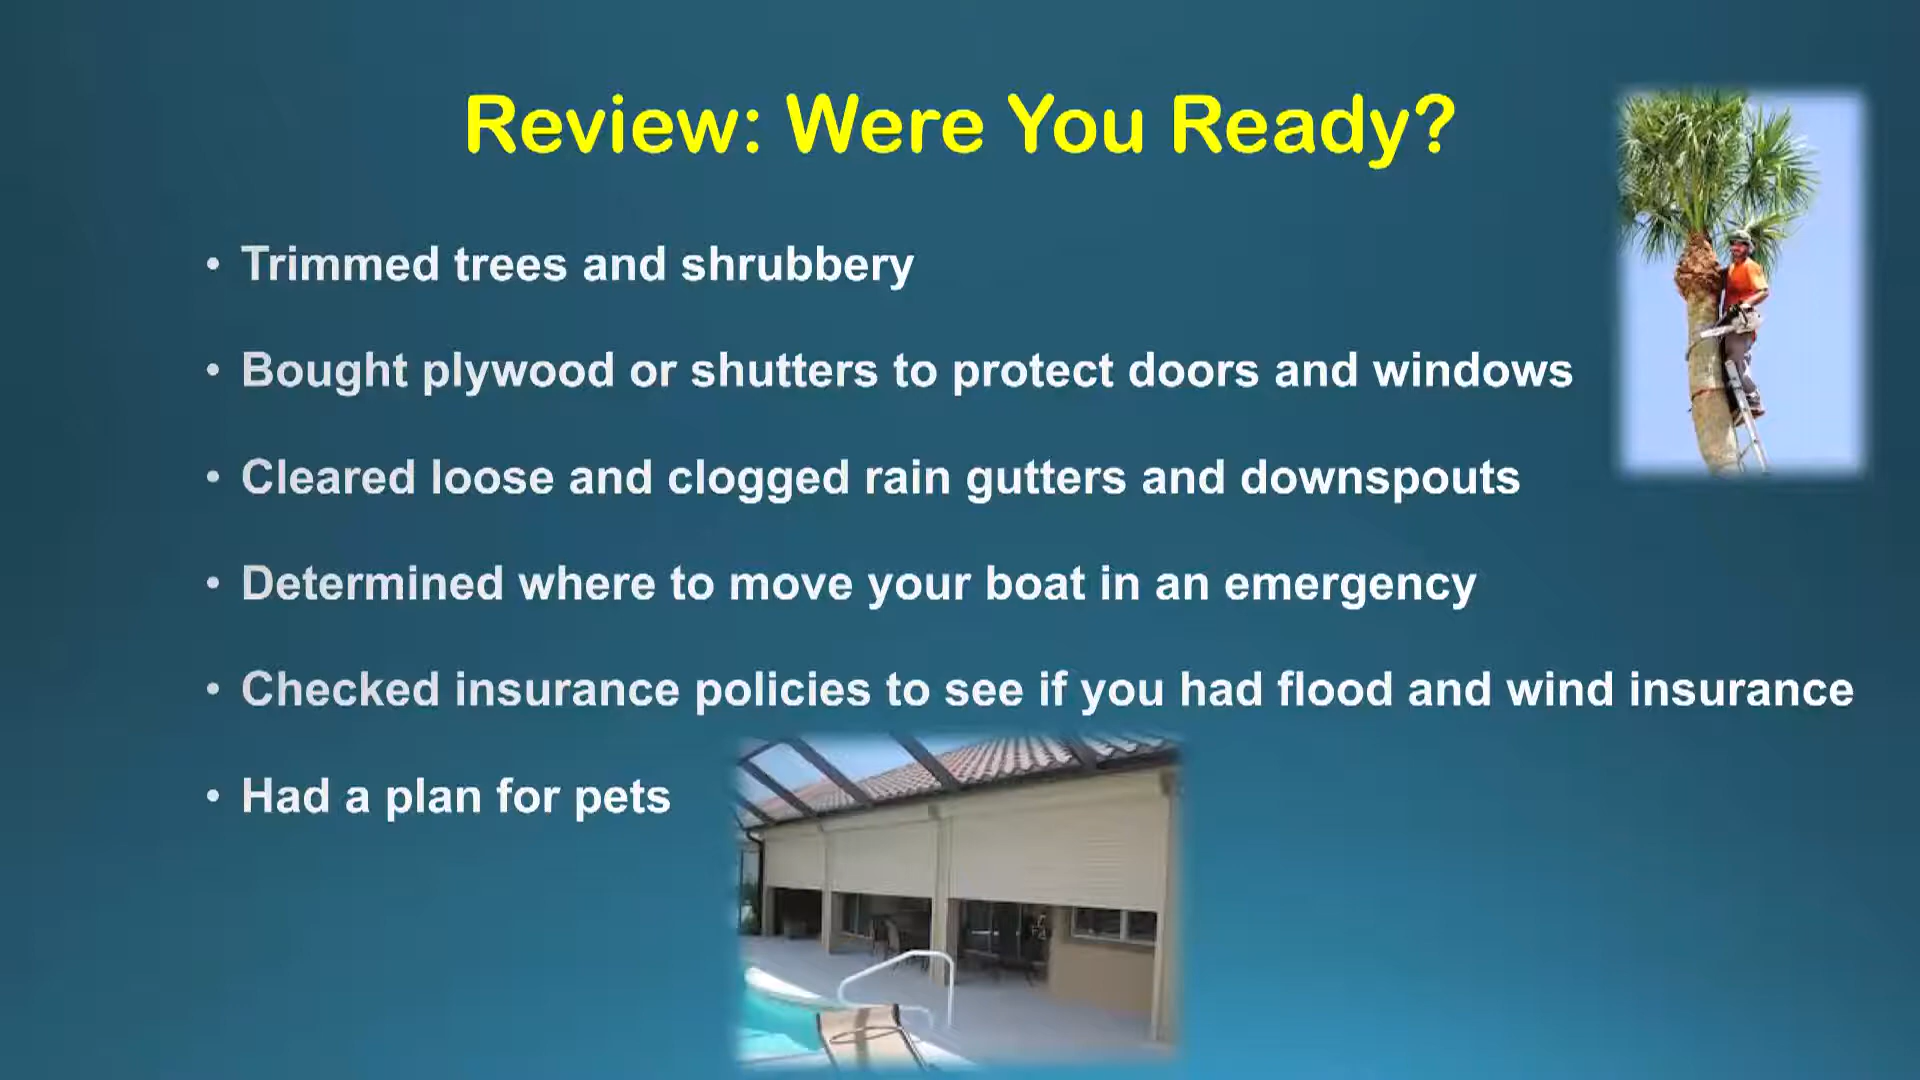 Review: Were You Ready?
• Trimmed trees and shrubbery
• Bought plywood or shutters to protect doors and windows
• Cleared loose and clogged rain gutters and downspouts
• Determined where to move your boat in an emergency
• Checked insurance policies to see if you had flood and wind insurance
• Had a plan for pets